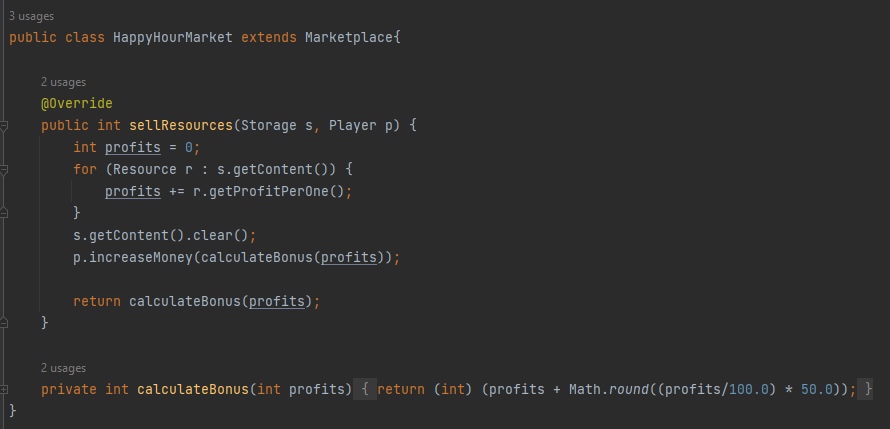 3 usages
public class HappyHourMarket extends Marketplace{
2 usages
@Override
public int sellResources(Storage s, Player p) {
int profits = 0;
for (Resource r : s.getContent()) {
profits += r.getProfitPerOne();
}
s.getContent().clear();
p.increaseMoney(calculateBonus(profits));
return calculateBonus(profits);
}
2 usages
private int calculateBonus(int profits) { return (int) (profits + Math.round((profits/100.0) * 50.0)); }
}